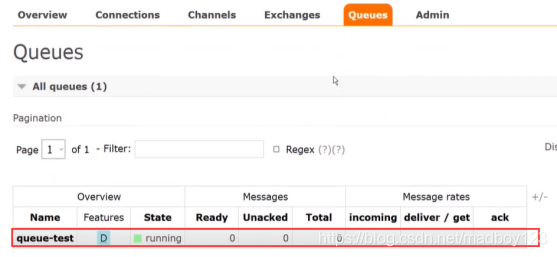 Overview Connections Channels Exchanges Queues Admin
Queues
All queues (1)
Pagination
Page 1 of 1 - Filter: Regex (?)(?) Dis
Overview Messages Message rates +/-
Name Features State Ready Unacked Total incoming deliver / get ack
queue-test D running 0 0 0
https://blog.csdn.net/madboy123